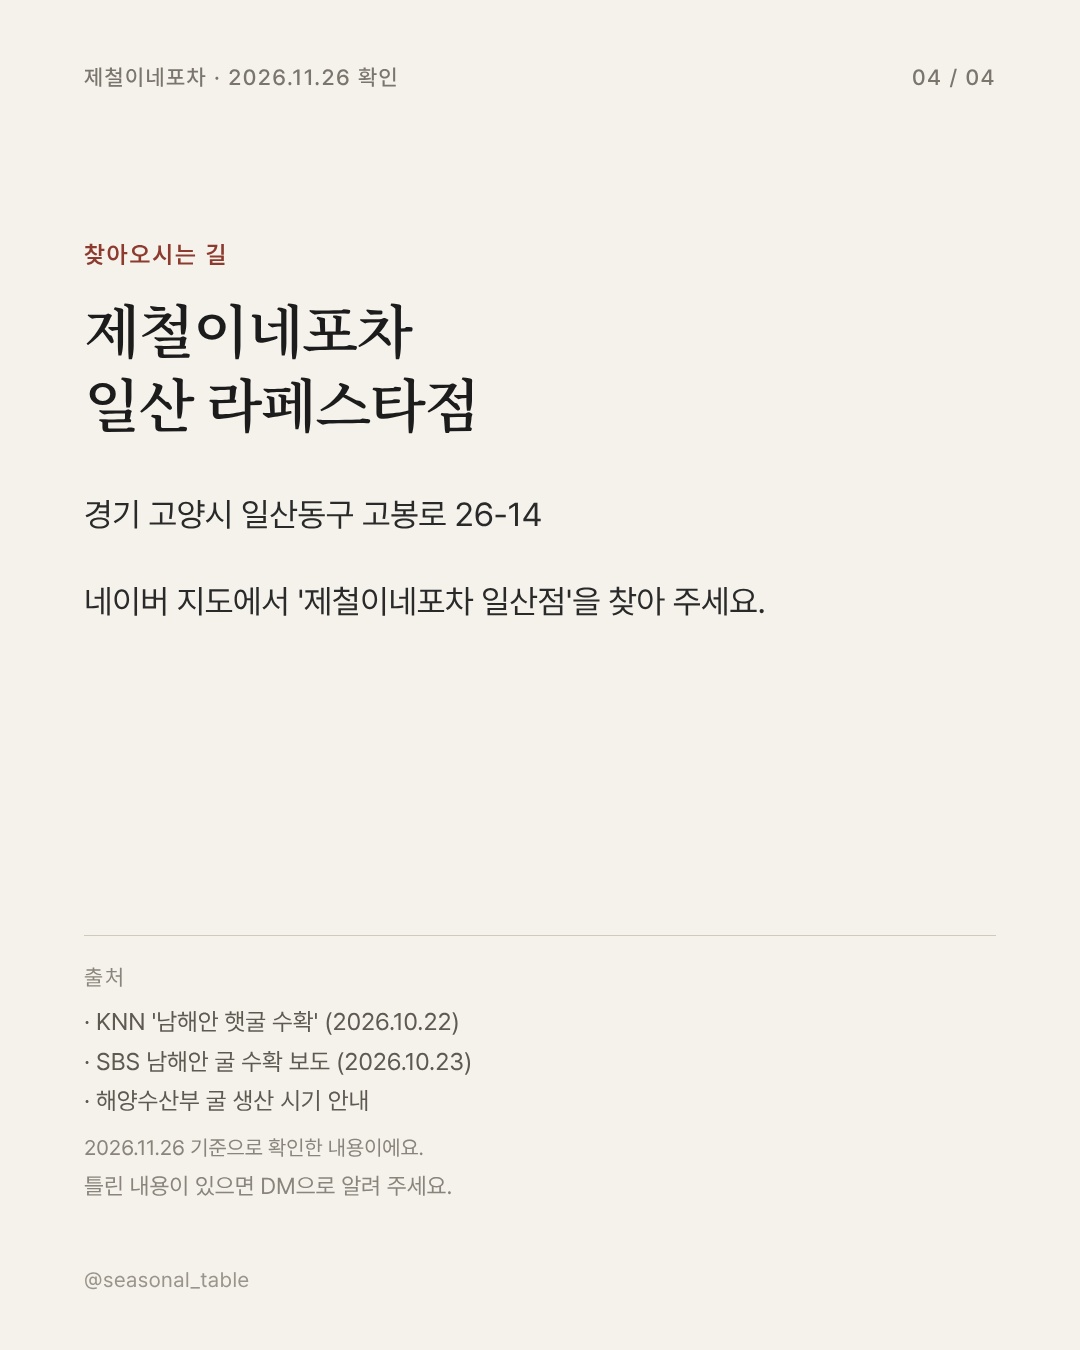 제철이네포차 · 2026.11.26 확인
04 / 04
찾아오시는 길
제철이네포차
일산 라페스타점
경기 고양시 일산동구 고봉로 26-14
네이버 지도에서 '제철이네포차 일산점'을 찾아 주세요.
출처
· KNN '남해안 햇굴 수확' (2026.10.22)
· SBS 남해안 굴 수확 보도 (2026.10.23)
· 해양수산부 굴 생산 시기 안내
2026.11.26 기준으로 확인한 내용이에요.
틀린 내용이 있으면 DM으로 알려 주세요.
@seasonal_table